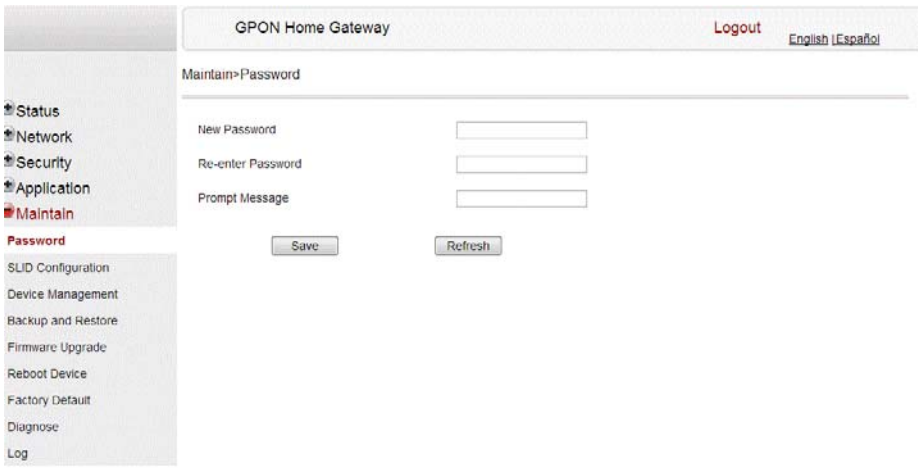 GPON Home Gateway
Logout
English | Español
Maintain>Password
Status
Network
Security
Application
Maintain
Password
SLID Configuration
Device Management
Backup and Restore
Firmware Upgrade
Reboot Device
Factory Default
Diagnose
Log
New Password
Re-enter Password
Prompt Message
Save
Refresh